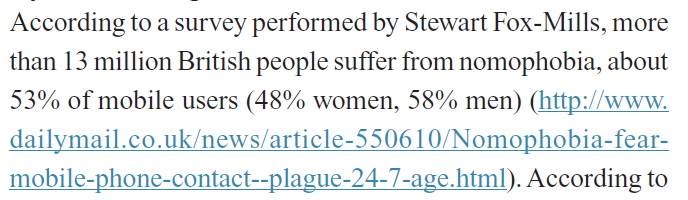 According to a survey performed by Stewart Fox-Mills, more
than 13 million British people suffer from nomophobia, about
53% of mobile users (48% women, 58% men) (http://www.
dailymail.co.uk/news/article-550610/Nomophobia-fear-
mobile-phone-contact--plague-24-7-age.html). According to